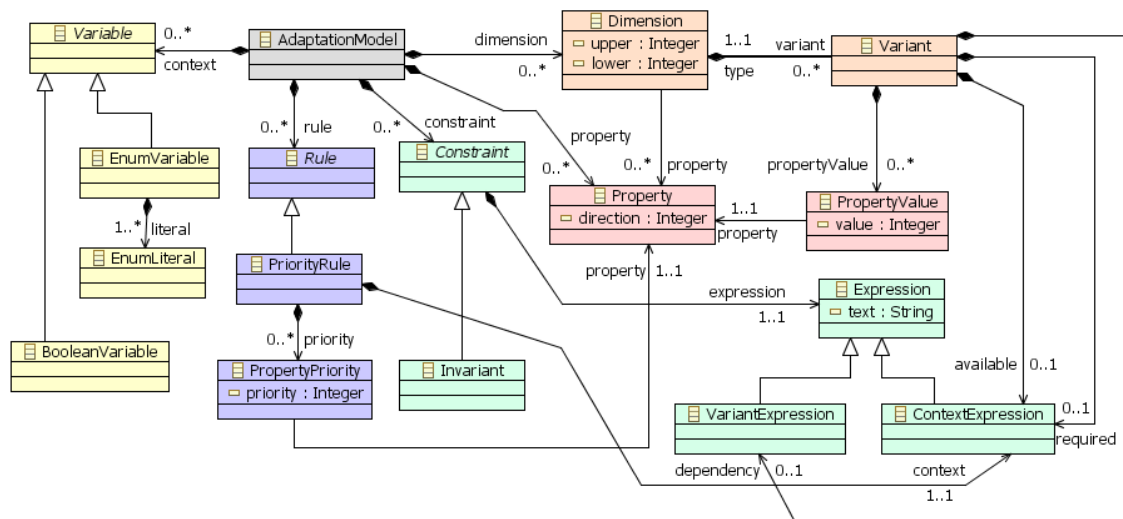 Variable
0..*
context
AdaptationModel
dimension
0..*
Dimension
upper : Integer
lower : Integer
1..1
type
variant
0..*
Variant
0..*
rule
0..*
constraint
property
0..*
0..*
property
propertyValue
0..*
EnumVariable
Rule
Constraint
Property
direction : Integer
1..1
property
PropertyValue
value : Integer
1..*
literal
EnumLiteral
PriorityRule
property
1..1
expression
1..1
Expression
text : String
0..*
priority
BooleanVariable
PropertyPriority
priority : Integer
Invariant
available
0..1
VariantExpression
ContextExpression
0..1
required
dependency
0..1
context
1..1